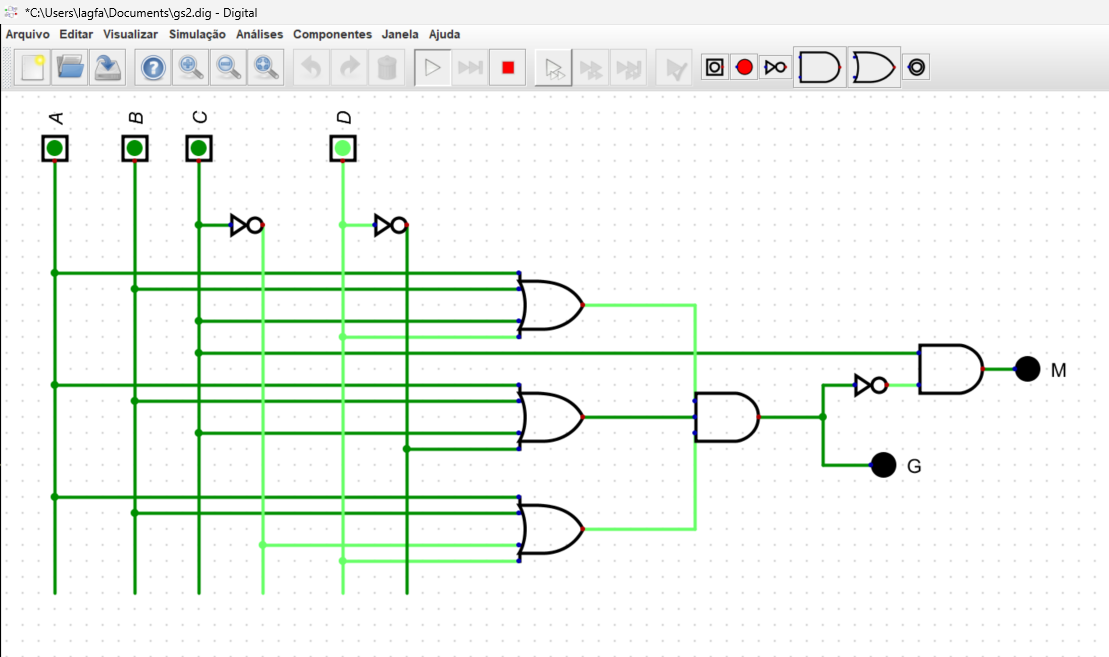 *C:\Users\lagfa\Documents\gs2.dig - Digital
Arquivo Editar Visualizar Simulação Análises Componentes Janela Ajuda
A B C D
M
G